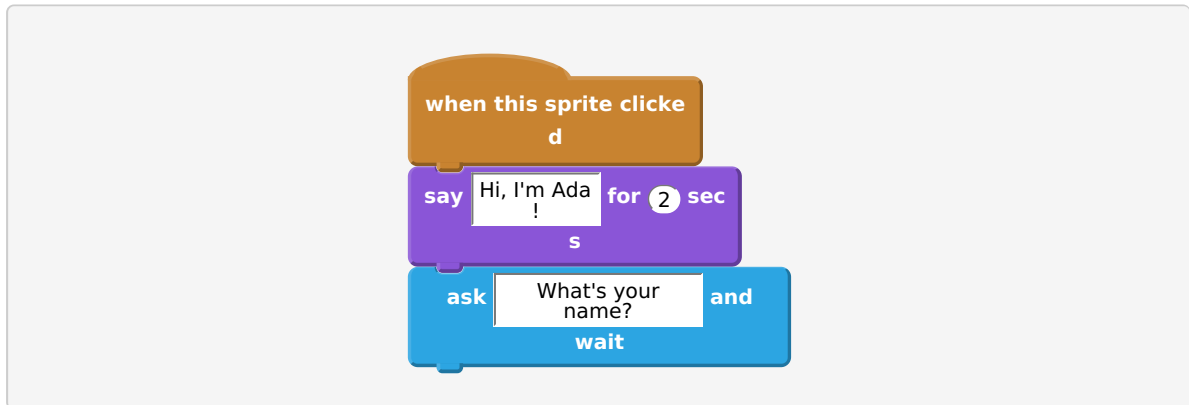 when this sprite clicke
d
say Hi, I'm Ada
! for 2 sec
s
ask What's your
name? and
wait